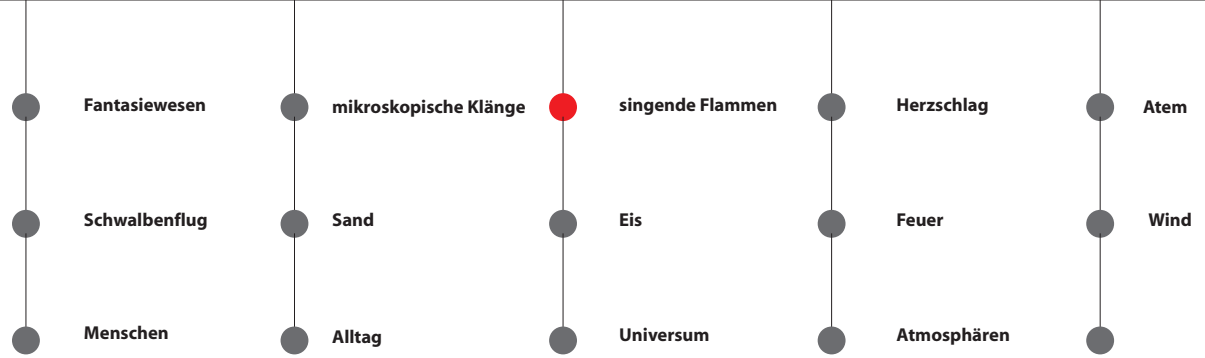 Fantasiewesen
mikroskopische Klänge
singende Flammen
Herzschlag
Atem
Schwalbenflug
Sand
Eis
Feuer
Wind
Menschen
Alltag
Universum
Atmosphären